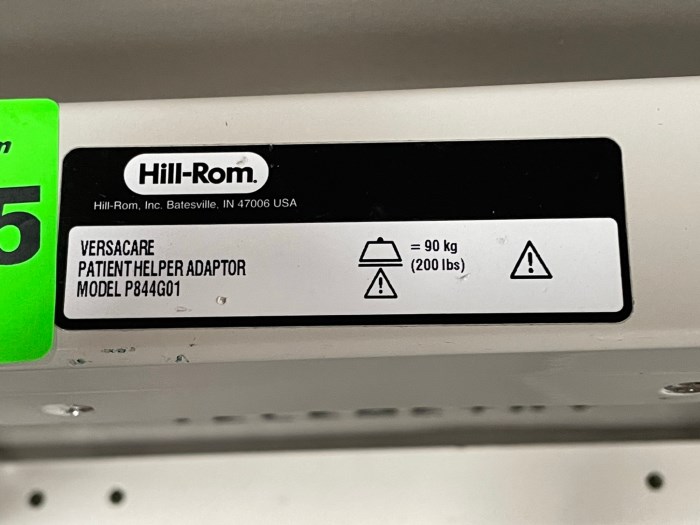 Hill-Rom.
Hill-Rom, Inc. Batesville, IN 47006 USA
VERSACARE
PATIENT HELPER ADAPTOR
MODEL P844G01
= 90 kg
(200 lbs)
5